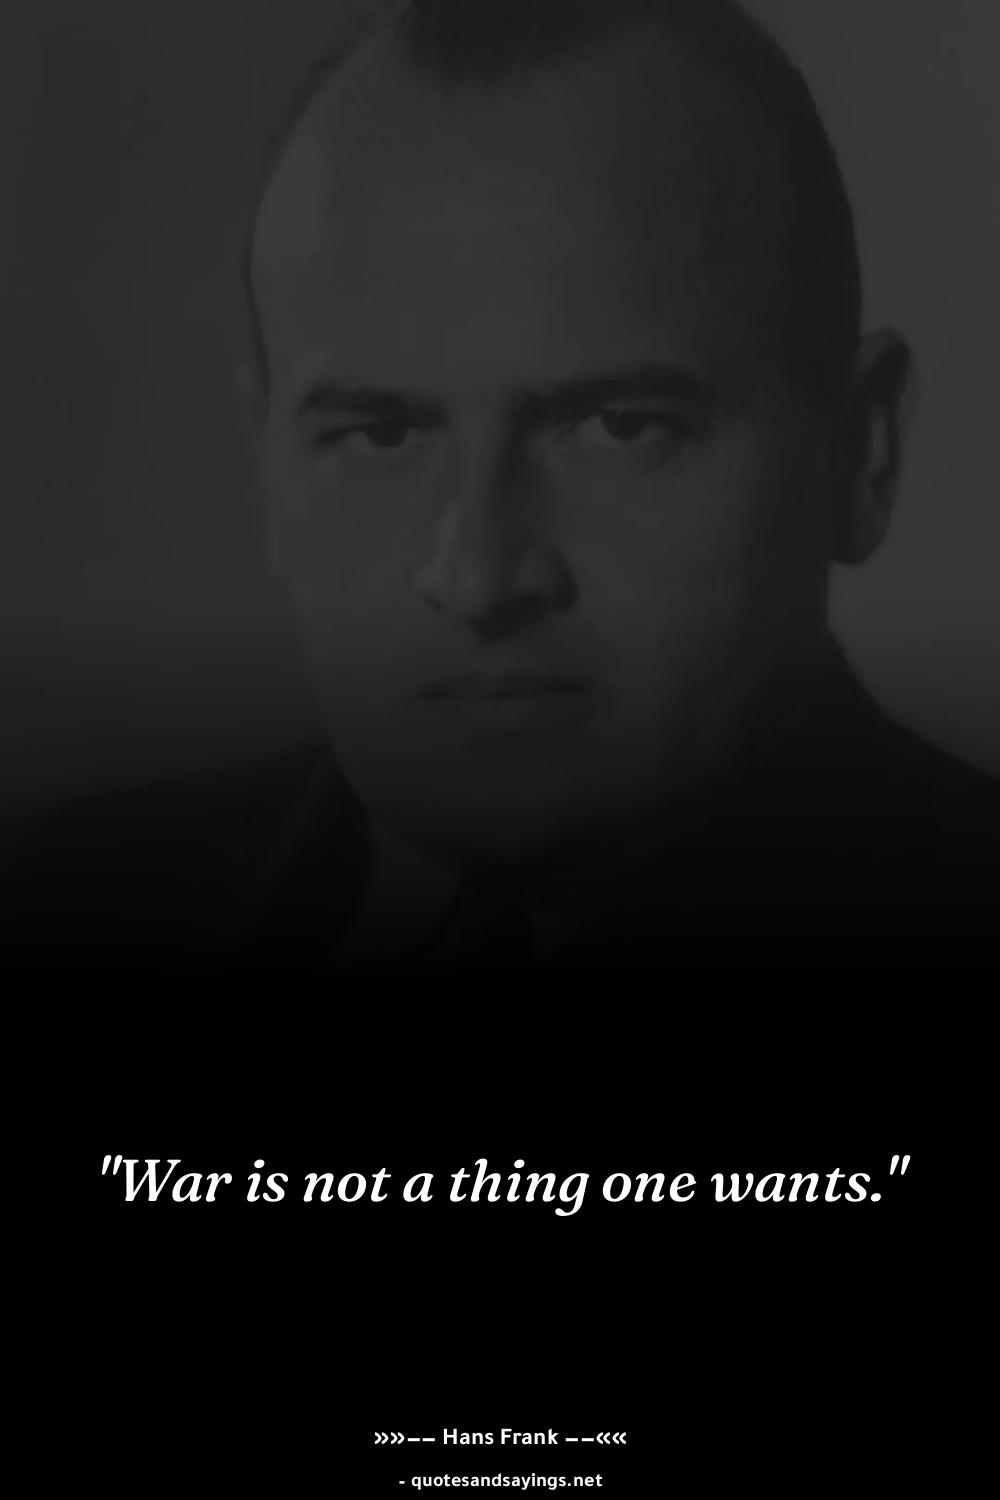 "War is not a thing one wants."
»»—— Hans Frank ——««
- quotesandsayings.net